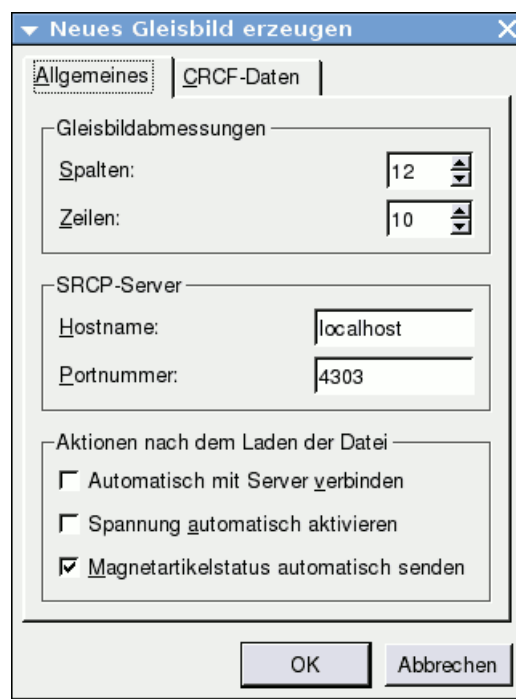 Neues Gleisbild erzeugen
Allgemeines
CRCF-Daten
Gleisbildabmessungen
Spalten: 12
Zeilen: 10
SRCP-Server
Hostname: localhost
Portnummer: 4303
Aktionen nach dem Laden der Datei
Automatisch mit Server verbinden
Spannung automatisch aktivieren
Magnetartikelstatus automatisch senden
OK
Abbrechen